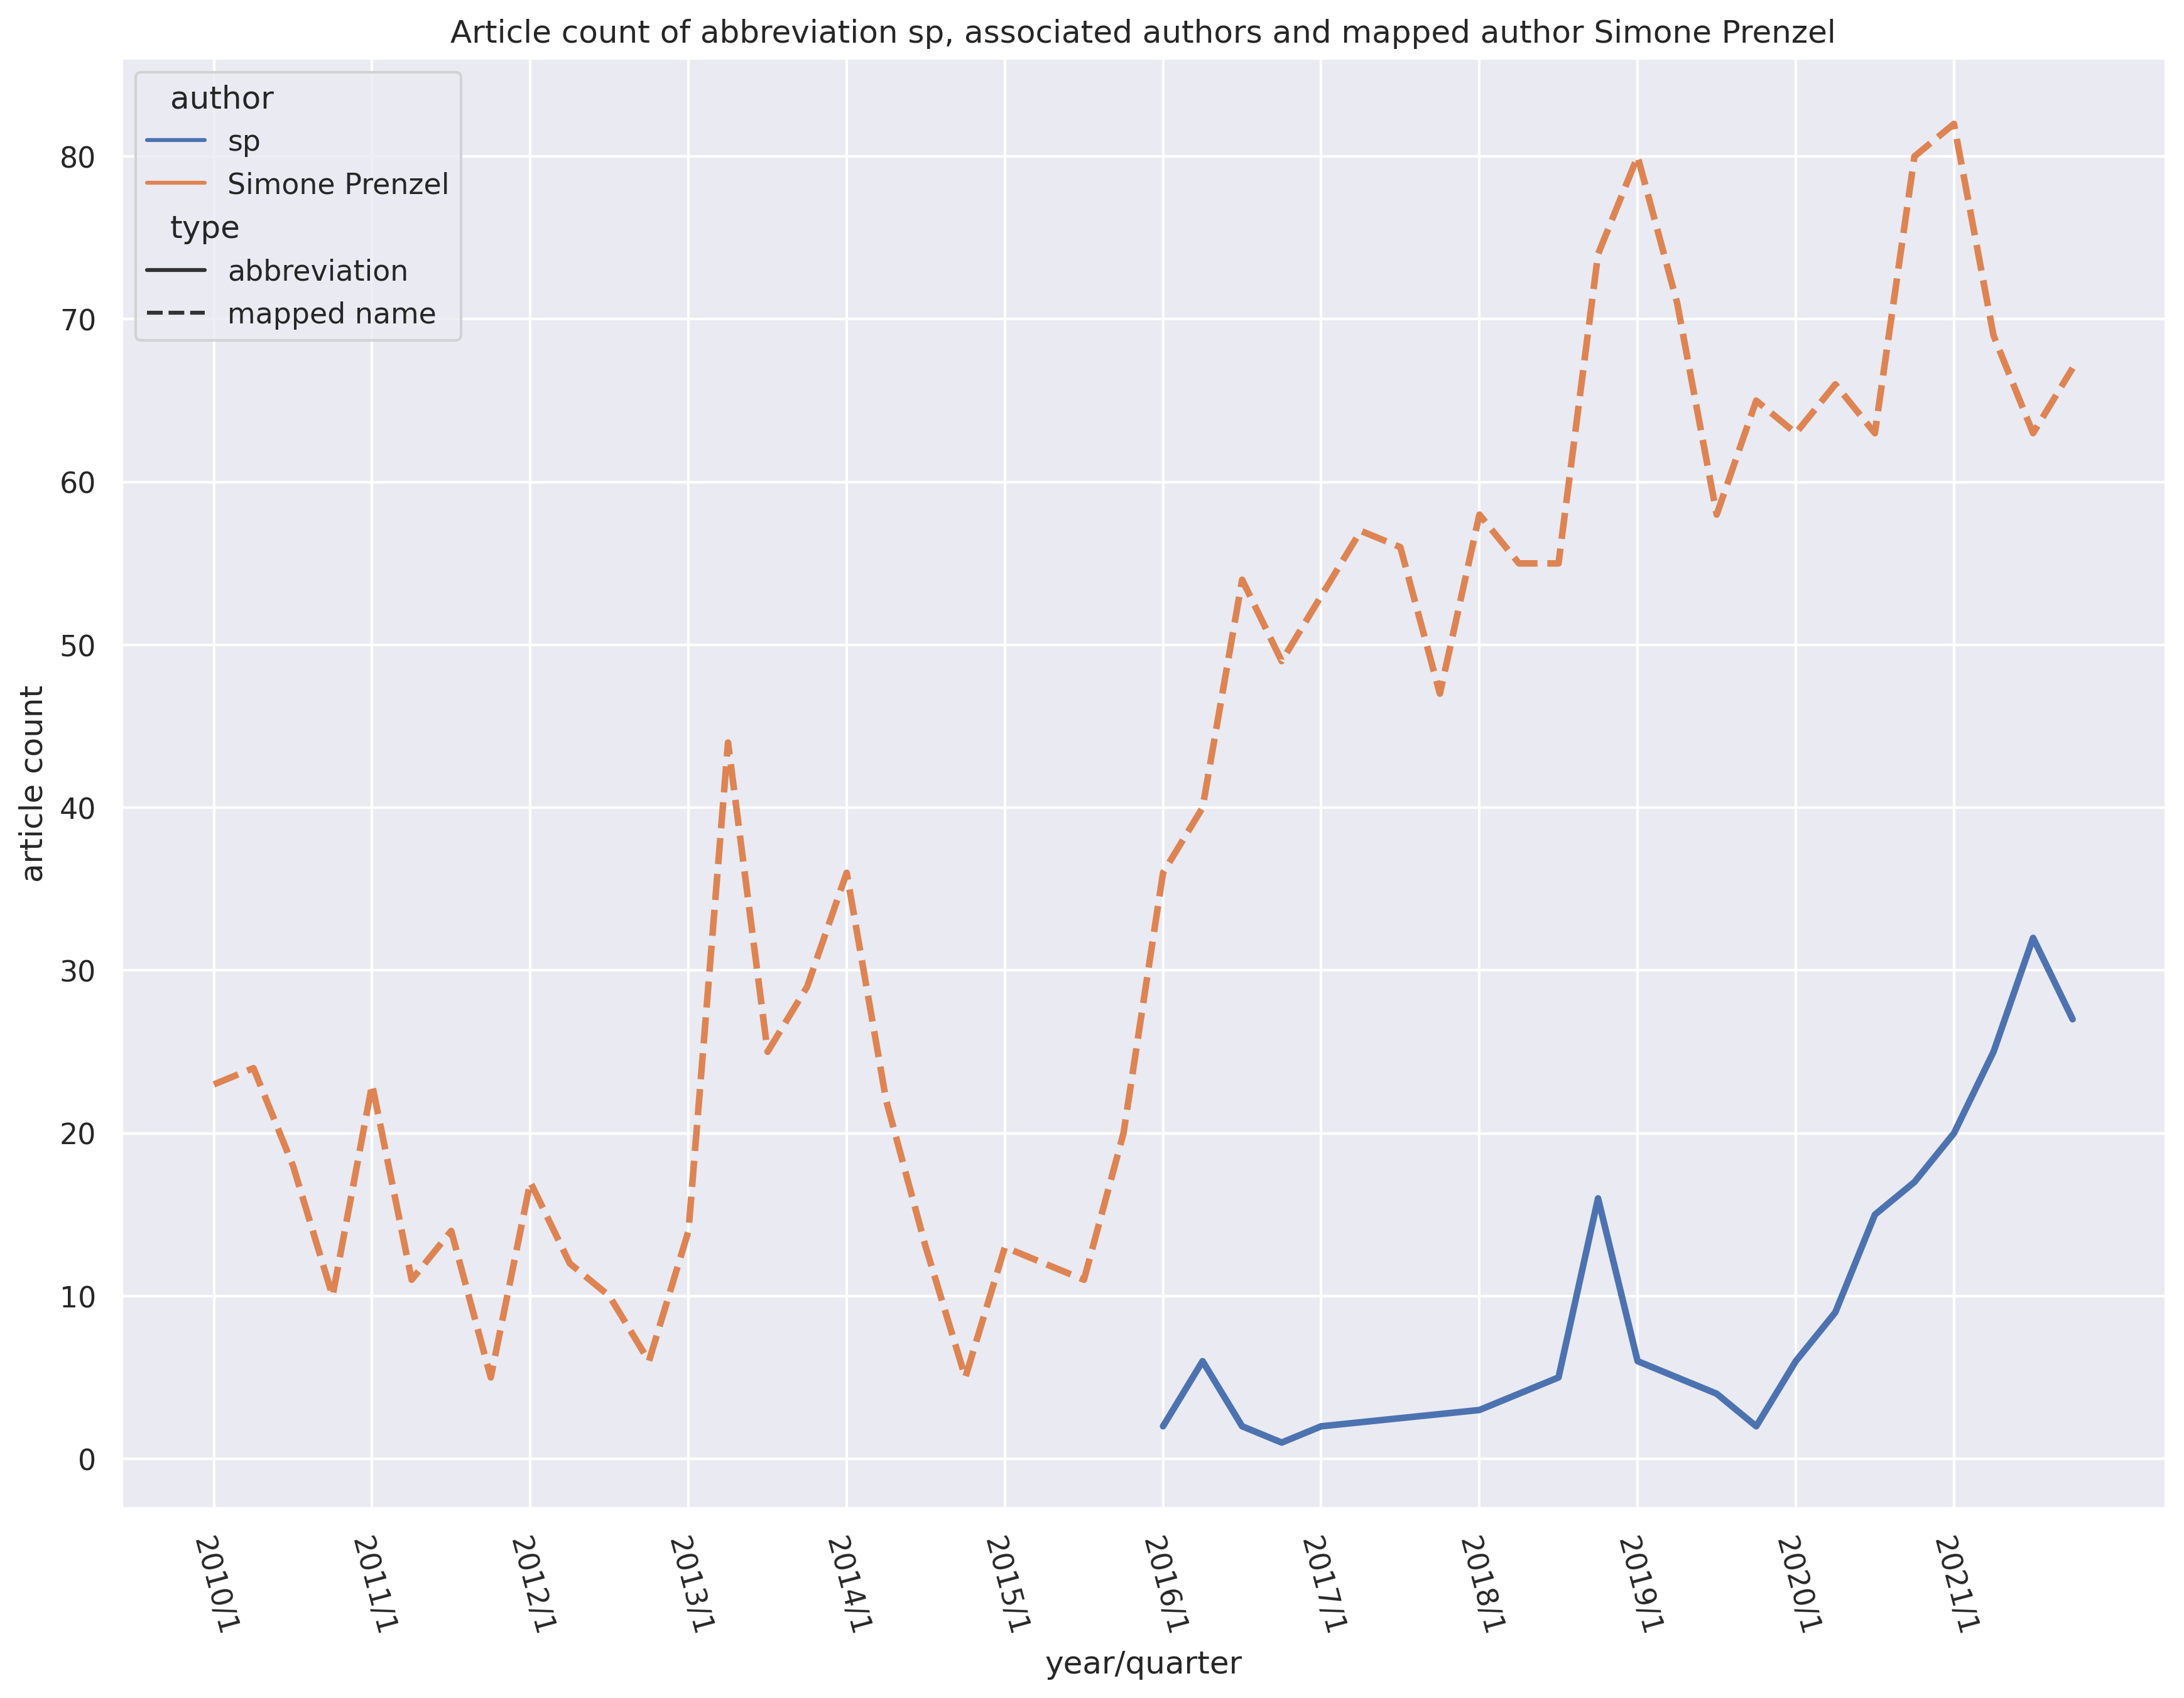 Article count of abbreviation sp, associated authors and mapped author Simone Prenzel
author
sp
Simone Prenzel
type
abbreviation
mapped name
80
70
60
50
40
30
20
10
0
article count
2010/1
2011/1
2012/1
2013/1
2014/1
2015/1
2016/1
2017/1
2018/1
2019/1
2020/1
2021/1
year/quarter